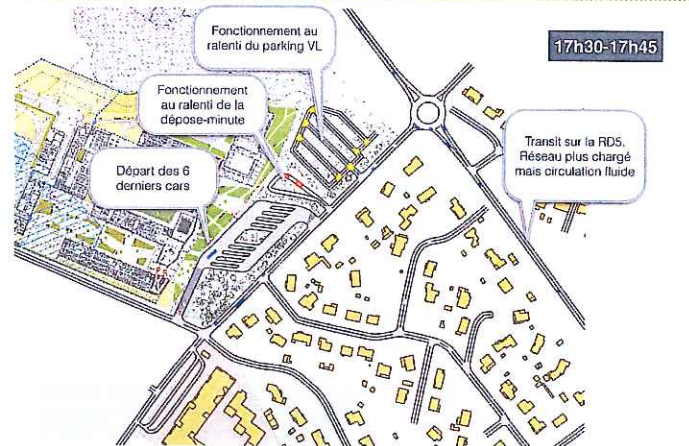 Fonctionnement au
ralenti du parking VL
17h30-17h45
Fonctionnement
au ralenti de la
dépose-minute
Transit sur la RD5.
Réseau plus chargé
mais circulation fluide
Départ des 6
derniers cars